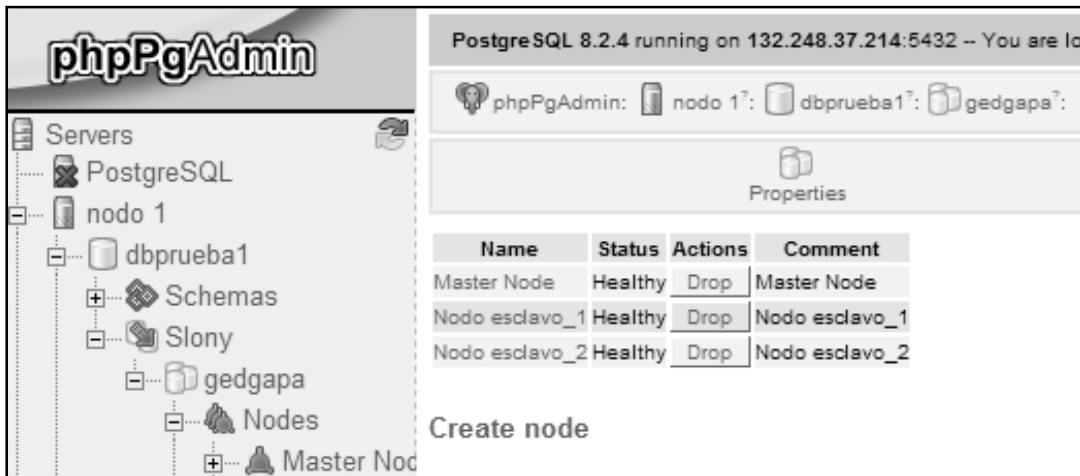 phpPgAdmin
Servers
PostgreSQL
nodo 1
dbprueba1
Schemas
Slony
gedgapa
Nodes
Master Nod
PostgreSQL 8.2.4 running on 132.248.37.214:5432 -- You are lo
phpPgAdmin: nodo 1?: dbprueba1?: gedgapa?:
Properties
Name Status Actions Comment
Master Node Healthy Drop Master Node
Nodo esclavo_1 Healthy Drop Nodo esclavo_1
Nodo esclavo_2 Healthy Drop Nodo esclavo_2
Create node